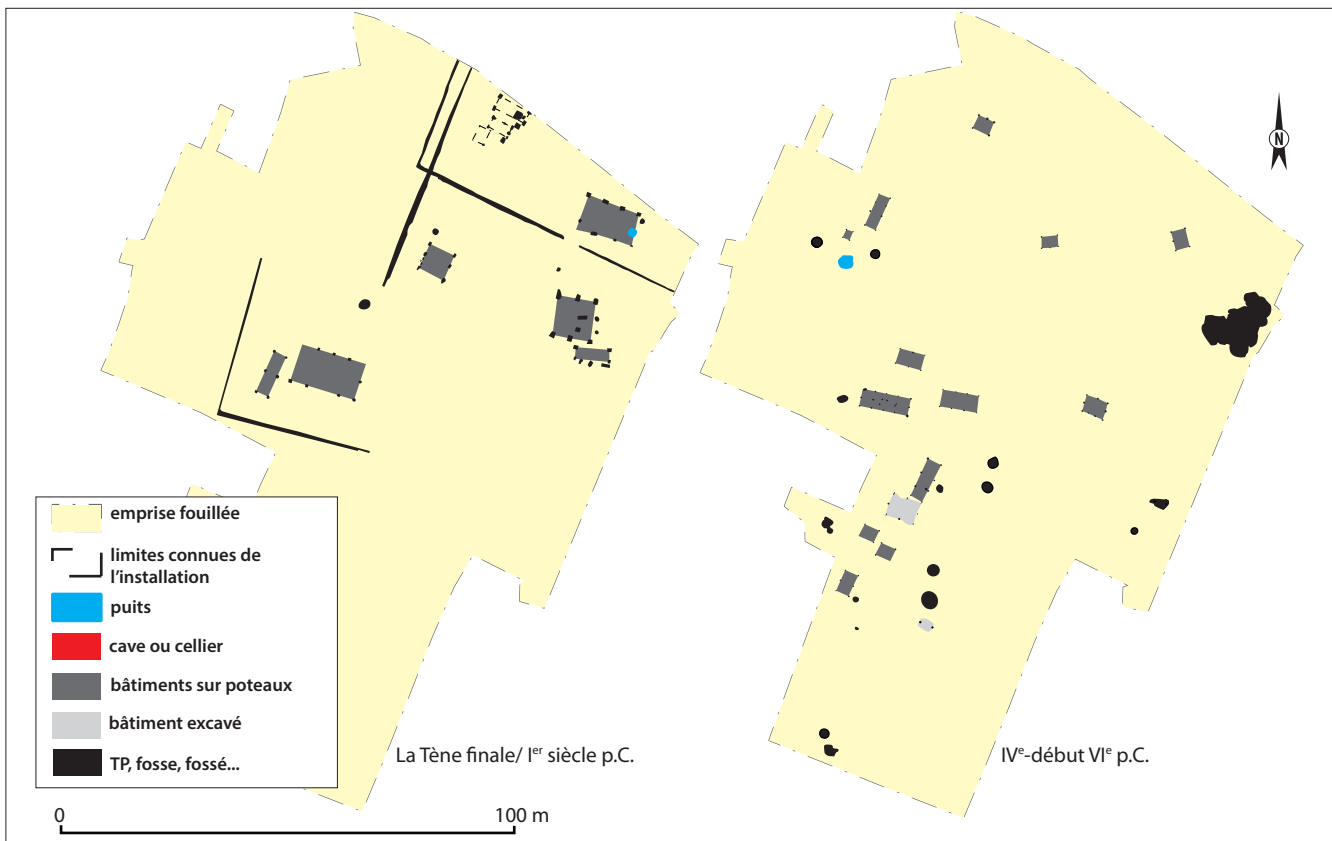 N
emprise fouillée
limites connues de
l'installation
puits
cave ou cellier
bâtiments sur poteaux
bâtiment excavé
TP, fosse, fossé...
La Tène finale/ Iᵉʳ siècle p.C.
IVᵉ-début VIᵉ p.C.
0
100 m